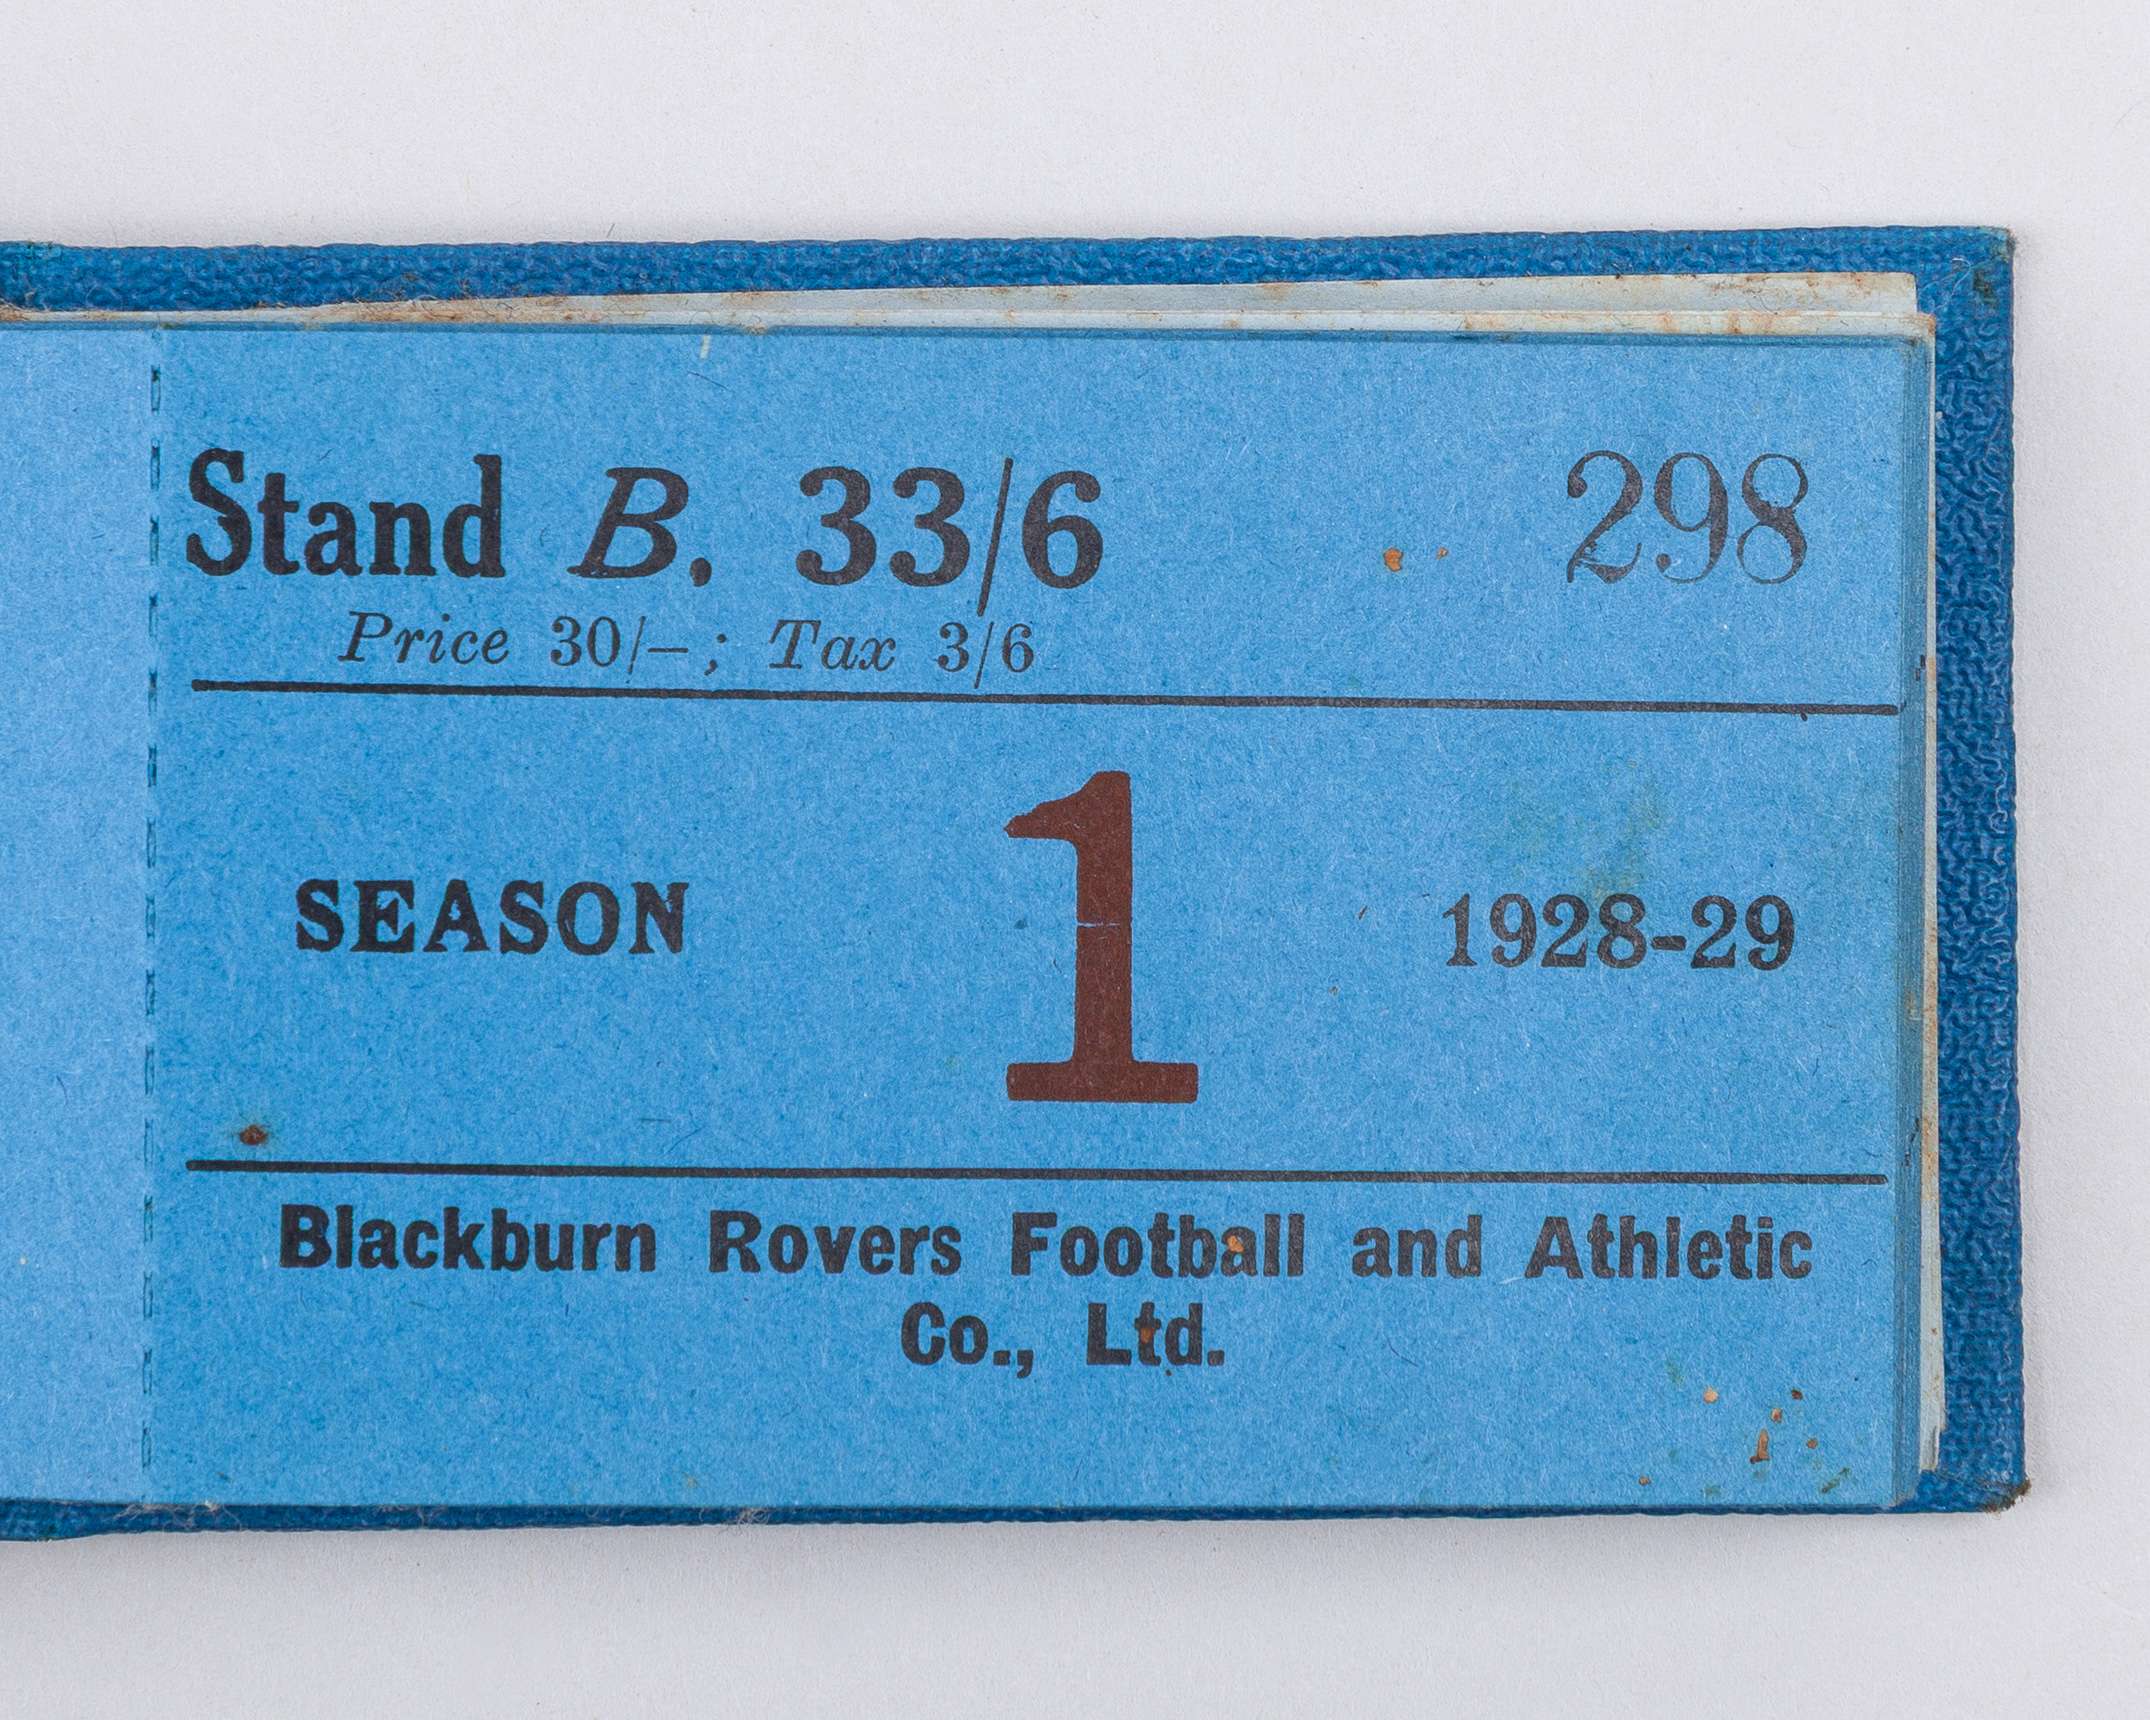 Stand B. 33/6 298
Price 30/–; Tax 3/6
SEASON 1 1928-29
Blackburn Rovers Football and Athletic
Co., Ltd.